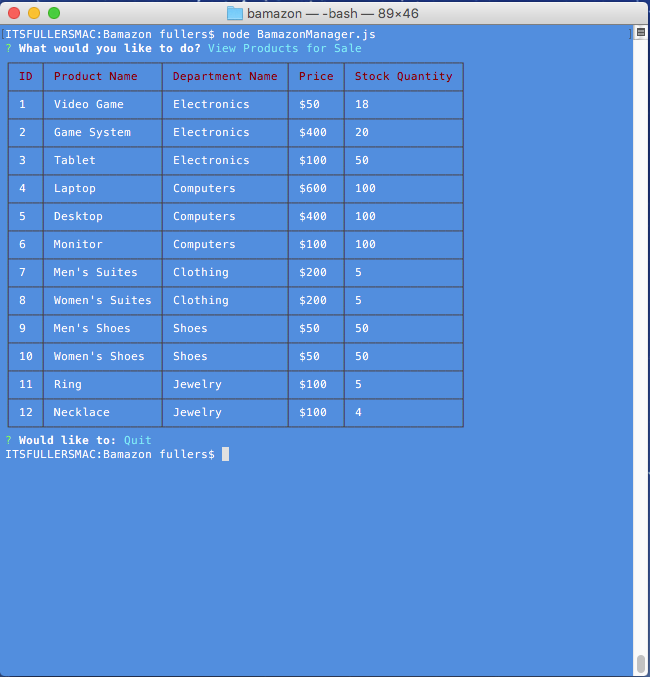 bamazon — -bash — 89×46
[ITSFULLERSMAC:Bamazon fullers$ node BamazonManager.js ]
? What would you like to do? View Products for Sale
ID Product Name Department Name Price Stock Quantity
1 Video Game Electronics $50 18
2 Game System Electronics $400 20
3 Tablet Electronics $100 50
4 Laptop Computers $600 100
5 Desktop Computers $400 100
6 Monitor Computers $100 100
7 Men's Suites Clothing $200 5
8 Women's Suites Clothing $200 5
9 Men's Shoes Shoes $50 50
10 Women's Shoes Shoes $50 50
11 Ring Jewelry $100 5
12 Necklace Jewelry $100 4
? Would like to: Quit
ITSFULLERSMAC:Bamazon fullers$